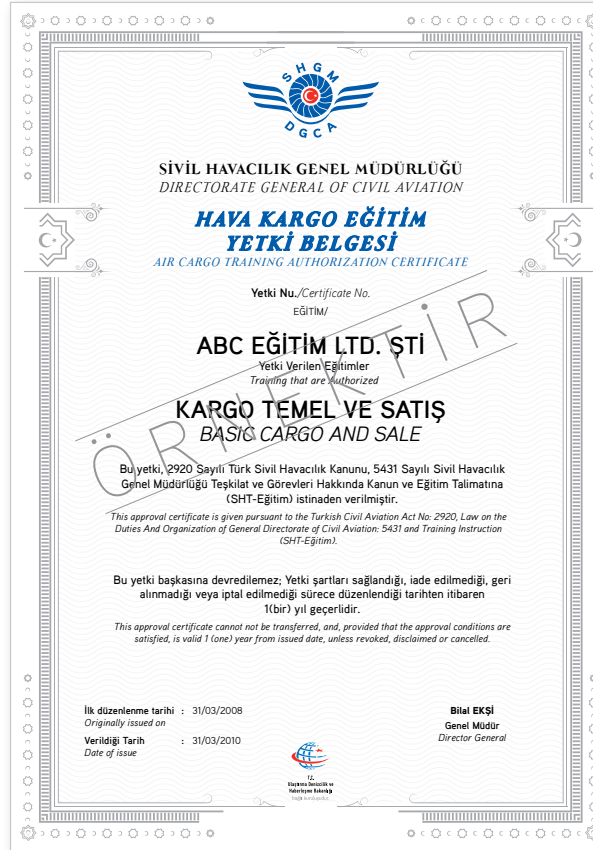 SHGM
DGCA
SİVİL HAVACILIK GENEL MÜDÜRLÜĞÜ
DIRECTORATE GENERAL OF CIVIL AVIATION
HAVA KARGO EĞİTİM
YETKİ BELGESİ
AIR CARGO TRAINING AUTHORIZATION CERTIFICATE
Yetki Nu./Certificate No.
EĞİTİM/
ABC EĞİTİM LTD. ŞTİ
Yetki Verilen Eğitimler
Training that are Authorized
KARGO TEMEL VE SATIŞ
BASIC CARGO AND SALE
ÖRNEKTİR
Bu yetki, 2920 Sayılı Türk Sivil Havacılık Kanunu, 5431 Sayılı Sivil Havacılık
Genel Müdürlüğü Teşkilat ve Görevleri Hakkında Kanun ve Eğitim Talimatına
(SHT-Eğitim) istinaden verilmiştir.
This approval certificate is given pursuant to the Turkish Civil Aviation Act No: 2920, Law on the
Duties And Organization of General Directorate of Civil Aviation: 5431 and Training Instruction
(SHT-Eğitim).
Bu yetki başkasına devredilemez; Yetki şartları sağlandığı, iade edilmediği, geri
alınmadığı veya iptal edilmediği sürece düzenlendiği tarihten itibaren
1(bir) yıl geçerlidir.
This approval certificate cannot not be transferred, and, provided that the approval conditions are
satisfied, is valid 1 (one) year from issued date, unless revoked, disclaimed or cancelled.
İlk düzenlenme tarihi : 31/03/2008
Originally issued on
Verildiği Tarih : 31/03/2010
Date of issue
Bilal EKŞİ
Genel Müdür
Director General
T.C.
Ulaştırma Denizcilik ve
Haberleşme Bakanlığı
bağlı kuruluşudur.